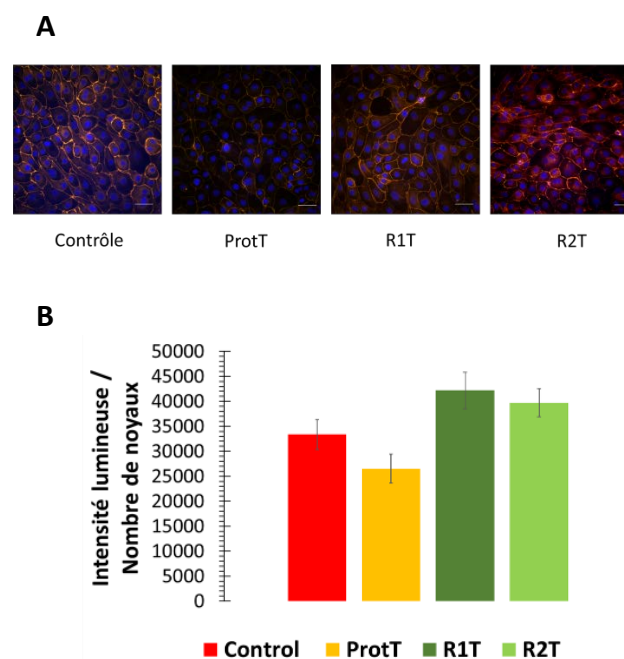 A
Contrôle
ProtT
R1T
R2T
B
Intensité lumineuse /
Nombre de noyaux
50000
45000
40000
35000
30000
25000
20000
15000
10000
5000
0
Control
ProtT
R1T
R2T